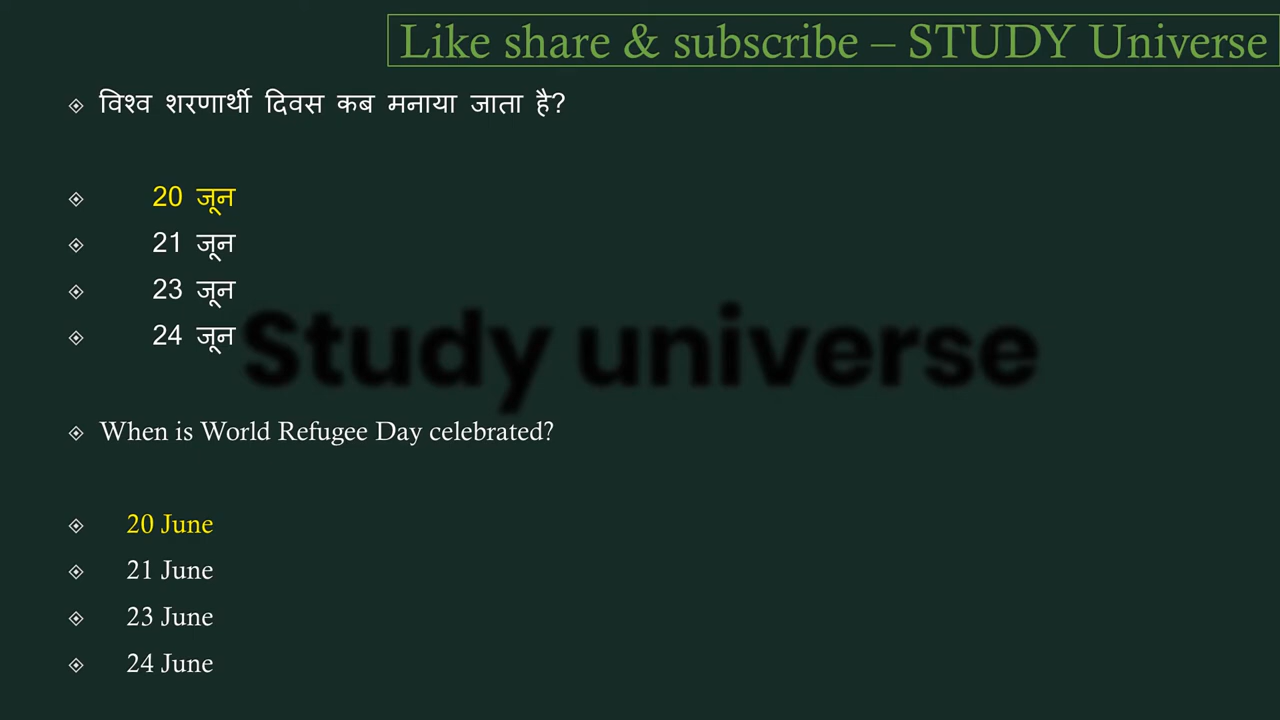 Like share & subscribe – STUDY Universe
विश्व शरणार्थी दिवस कब मनाया जाता है?
20 जून
21 जून
23 जून
24 जून
Study universe
When is World Refugee Day celebrated?
20 June
21 June
23 June
24 June